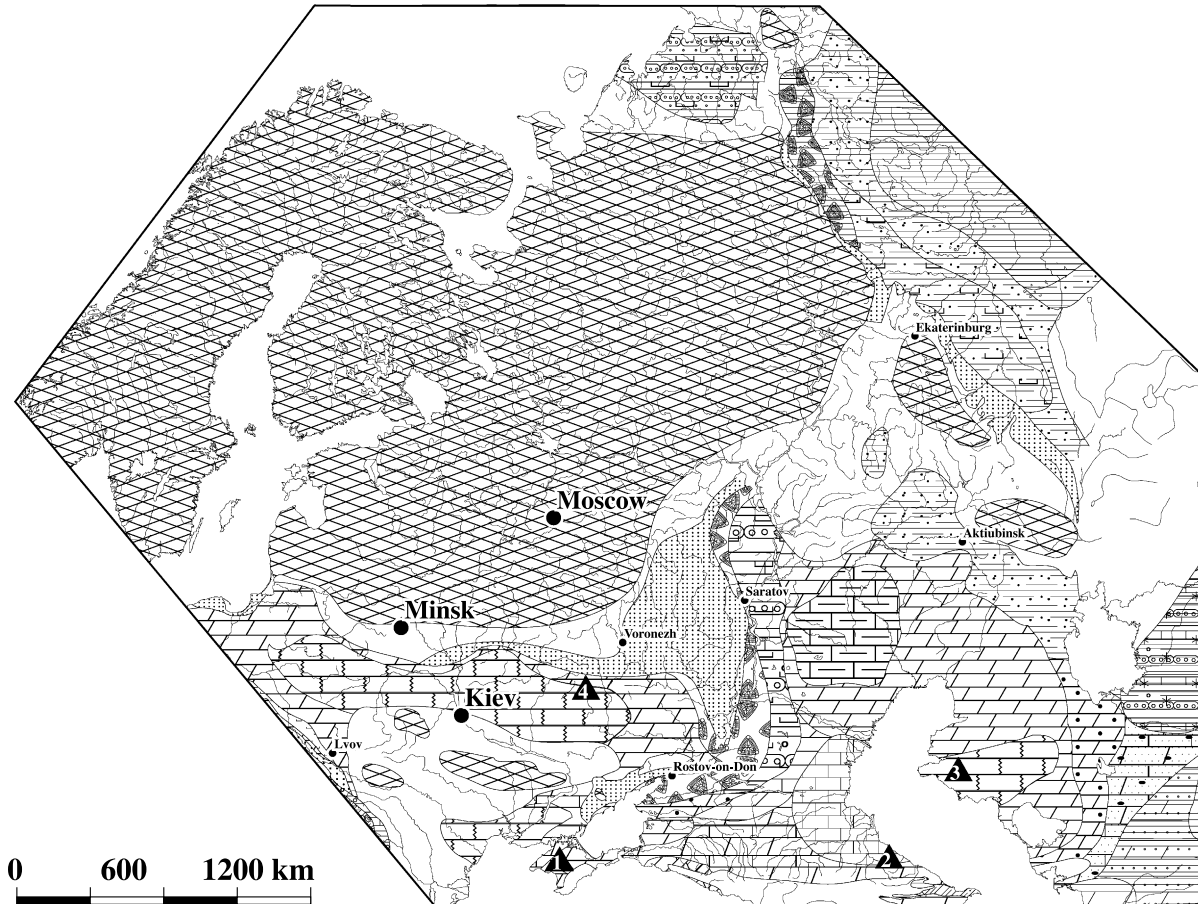 Ekaterinburg
Moscow
Aktiubinsk
Saratov
Minsk
Voronezh
4
Kiev
Lvov
Rostov-on-Don
3
1
2
0 600 1200 km